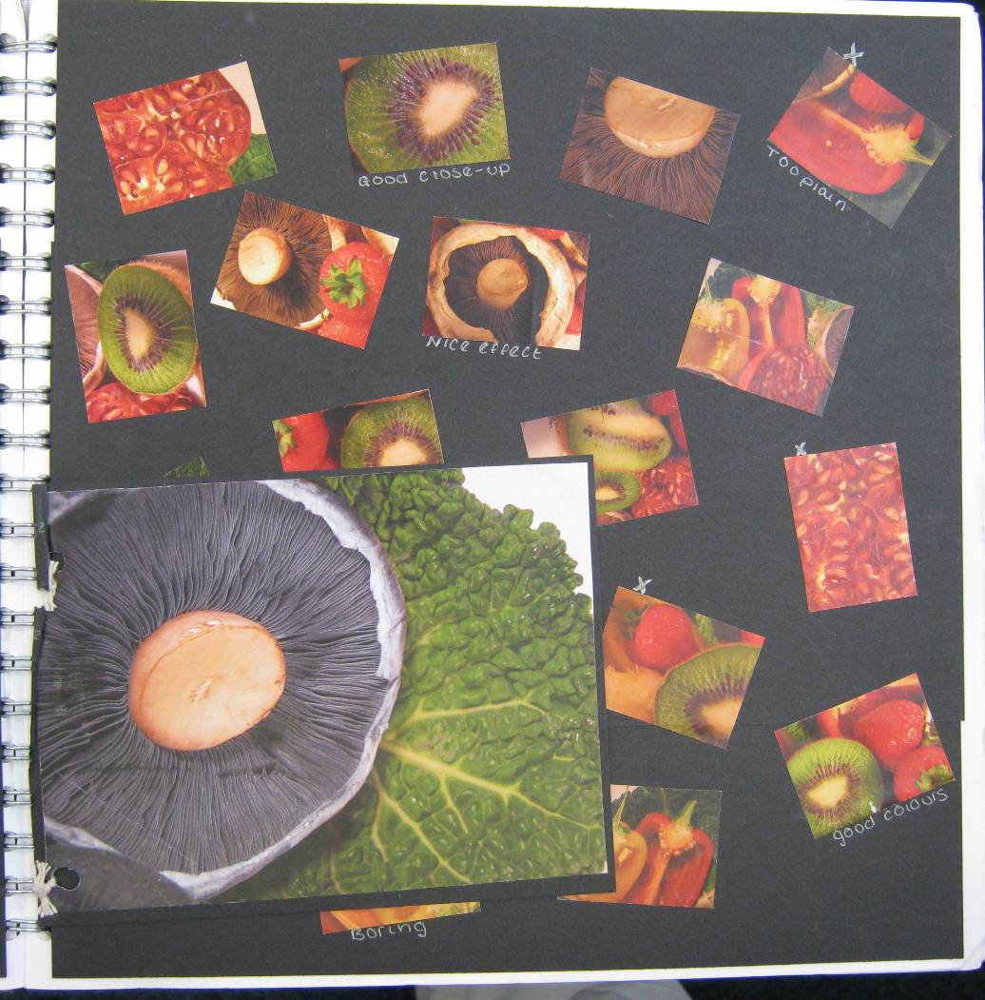 Good close-up
Too plain
Nice effect
good colours
Boring